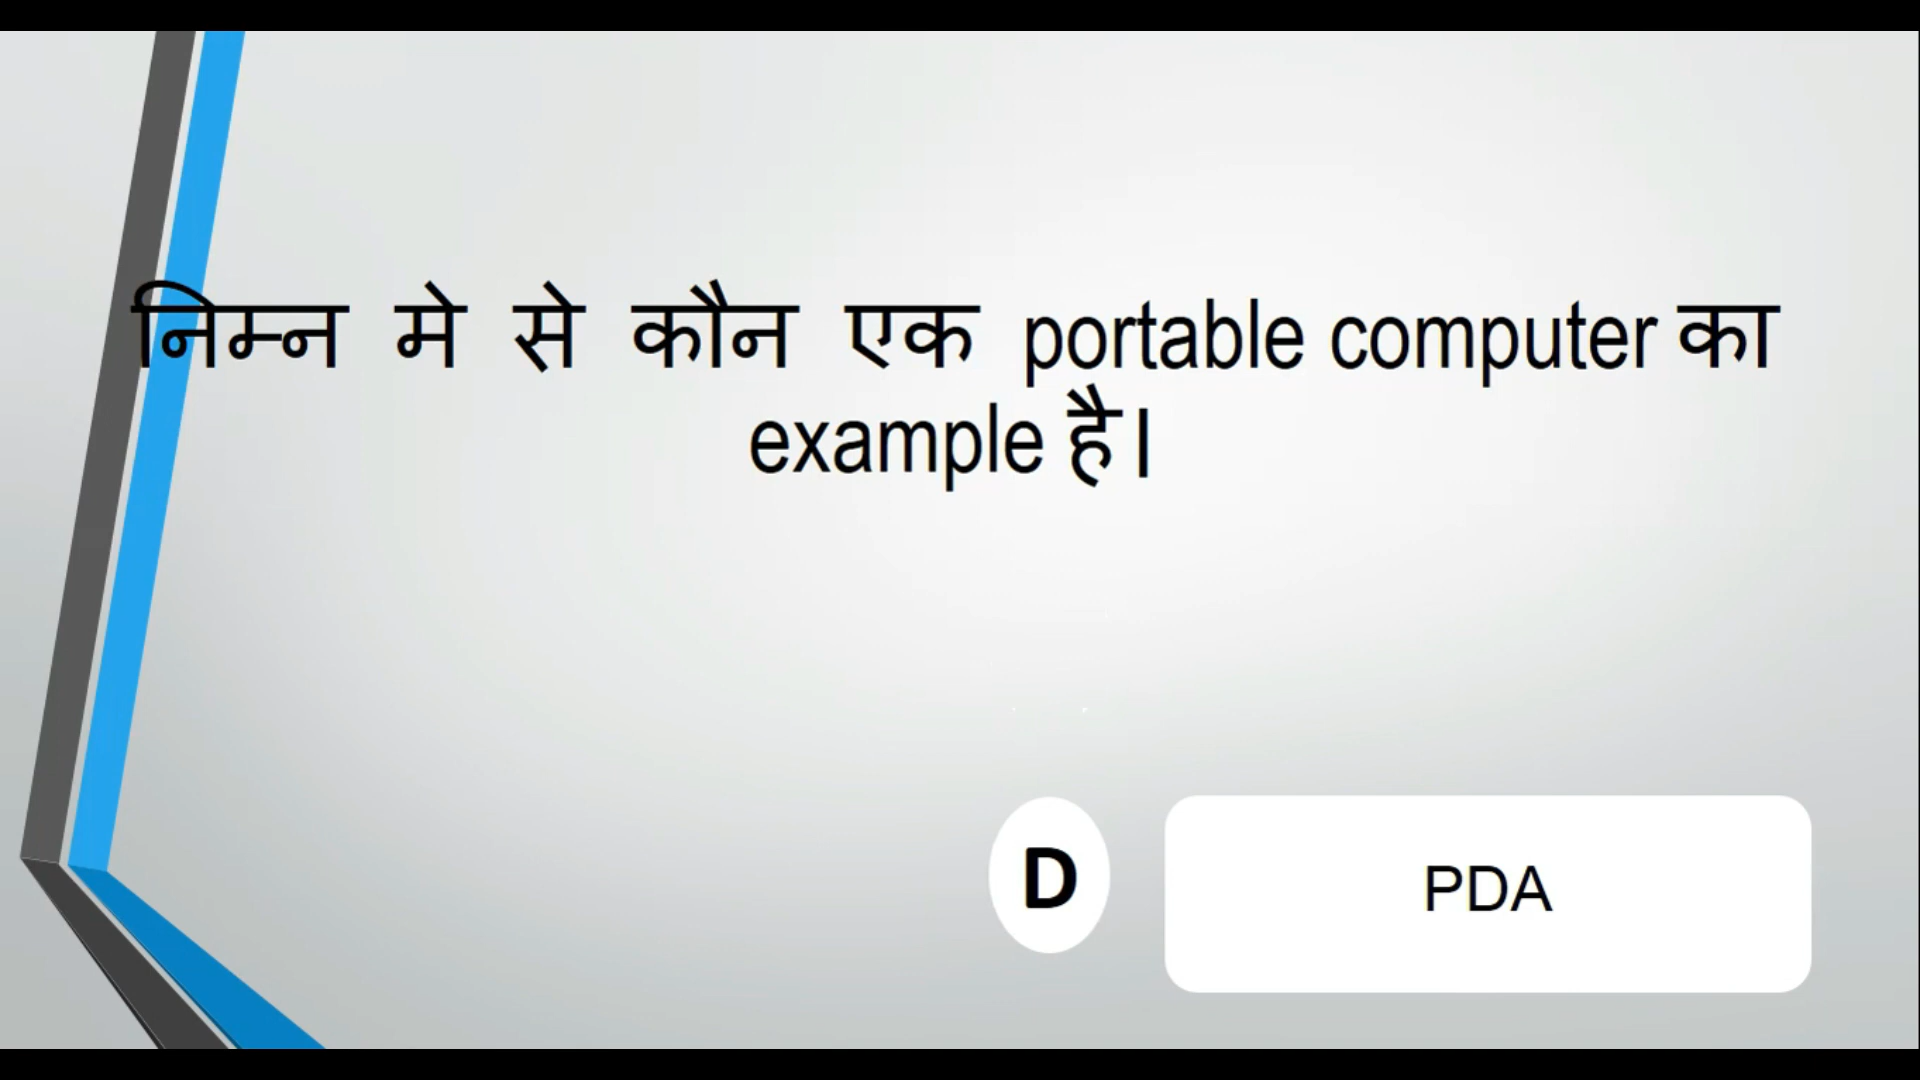 निम्न मे से कौन एक portable computer का
example है।
D
PDA